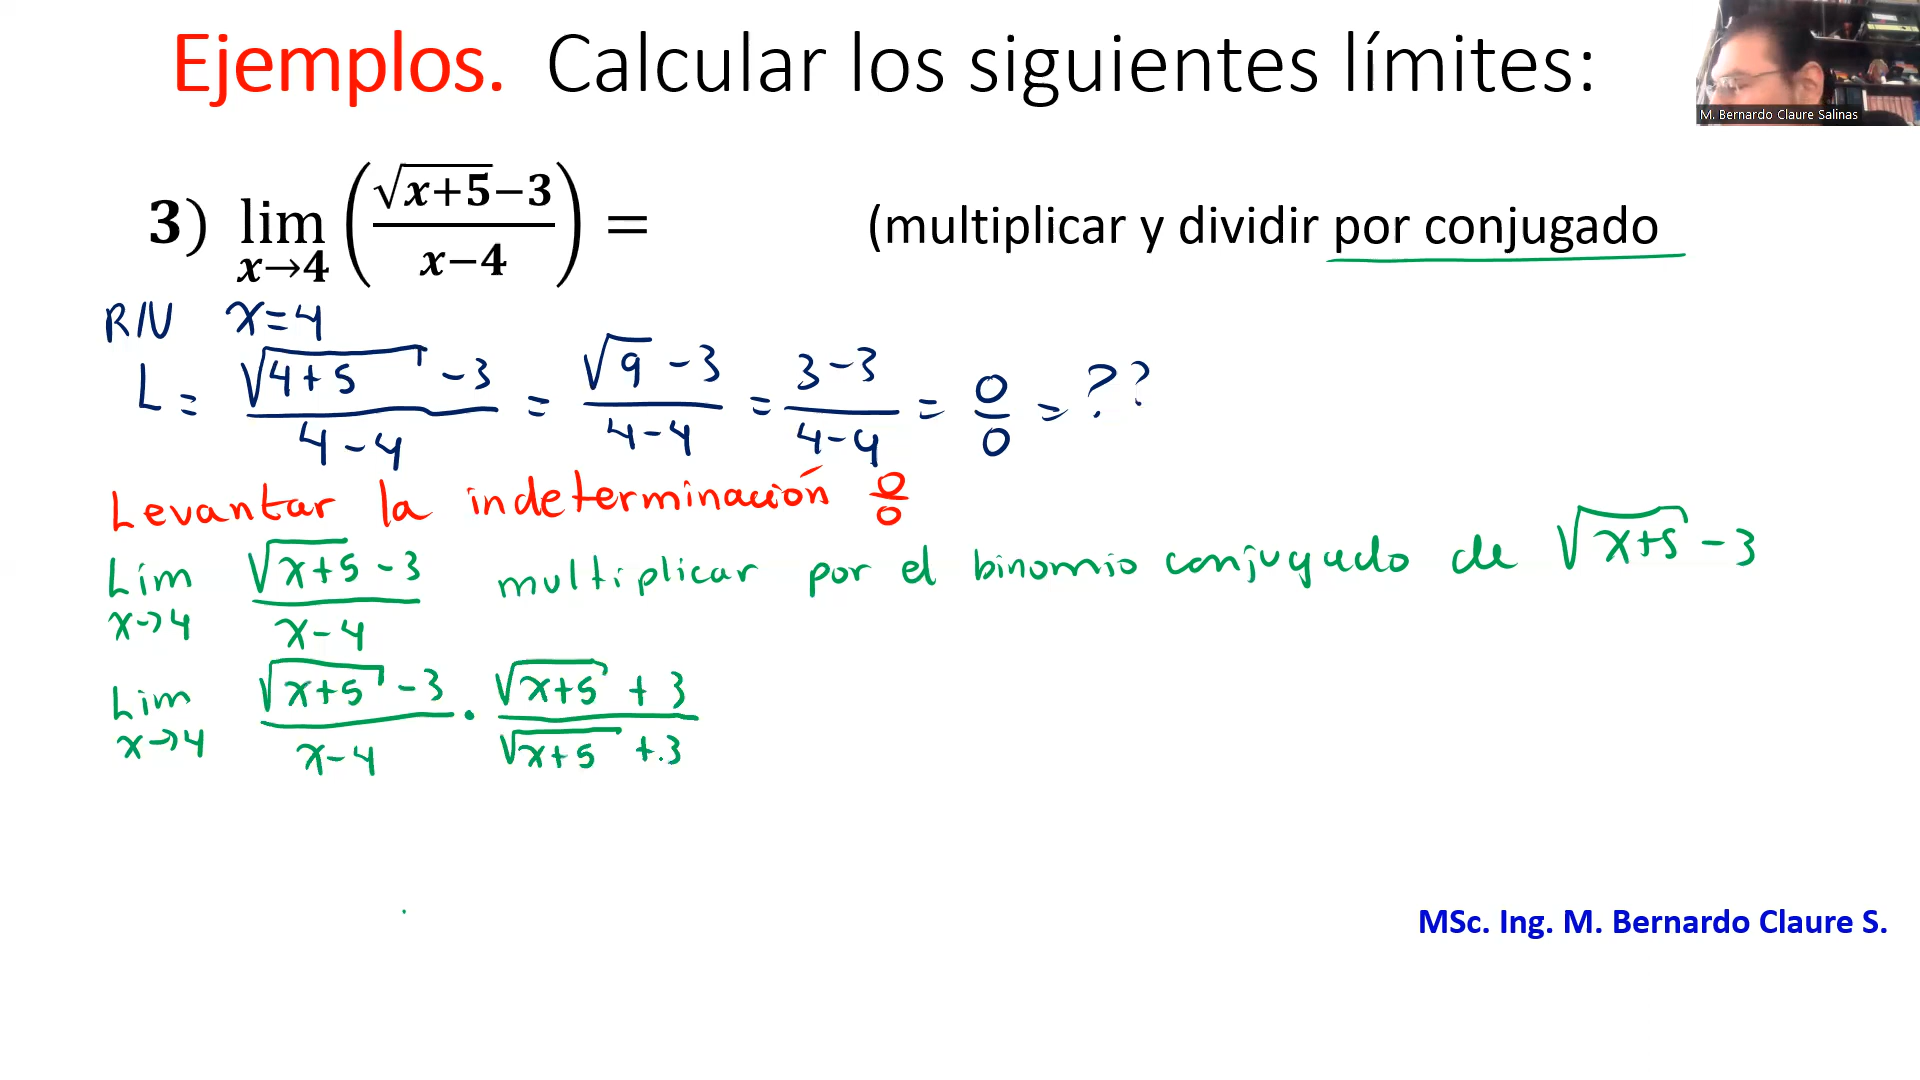 Ejemplos. Calcular los siguientes límites:
M. Bernardo Claure Salinas
3) lim x→4 (√(x+5)−3 / x−4) = (multiplicar y dividir por conjugado
R/V x=4
L = √(4+5) −3 / 4−4 = √9 −3 / 4−4 = 3−3 / 4−4 = 0/0 = ??
Levantar la indeterminación 0/0
Lim x→4 √(x+5) −3 / x−4 multiplicar por el binomio conjugado de √(x+5) −3
Lim x→4 √(x+5) −3 / x−4 · √(x+5) + 3 / √(x+5) + 3
MSc. Ing. M. Bernardo Claure S.